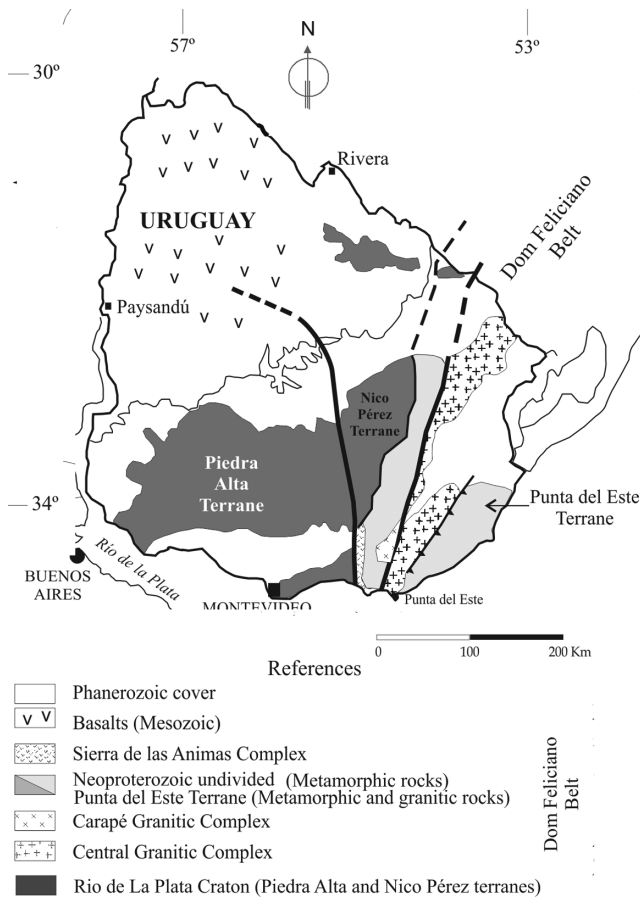 57º
53º
30º
N
Rivera
URUGUAY
Dom Feliciano
Belt
Paysandú
Nico
Pérez
Terrane
Piedra
Alta
Terrane
34º
Punta del Este
Terrane
Río de la Plata
BUENOS
AIRES
MONTEVIDEO
Punta del Este
0 100 200 Km
References
Phanerozoic cover
Basalts (Mesozoic)
Sierra de las Animas Complex
Neoproterozoic undivided (Metamorphic rocks)
Punta del Este Terrane (Metamorphic and granitic rocks)
Carapé Granitic Complex
Central Granitic Complex
Rio de La Plata Craton (Piedra Alta and Nico Pérez terranes)
Dom Feliciano
Belt